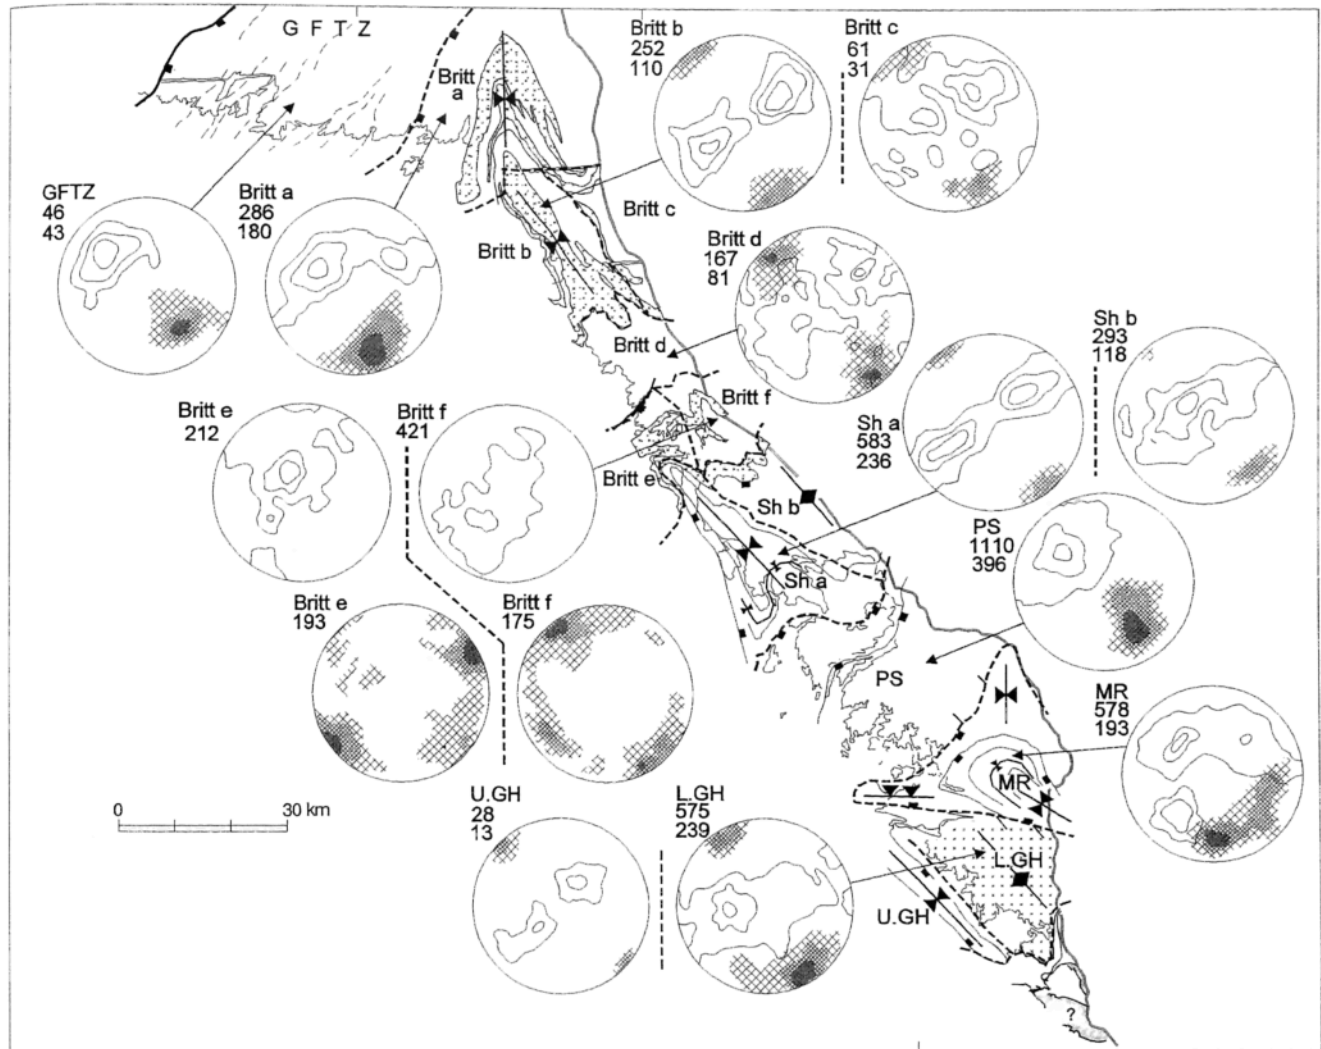 G F T Z
Britt b
252
110
Britt c
61
31
Britt
a
GFTZ
46
43
Britt a
286
180
Britt c
Britt b
Britt d
167
81
Britt d
Sh b
293
118
Britt e
212
Britt f
421
Britt f
Sh a
583
236
Britt e
Sh b
PS
1110
396
Sh a
Britt e
193
Britt f
175
PS
MR
578
193
MR
0 30 km
U.GH
28
13
L.GH
575
239
L.GH
U.GH
?